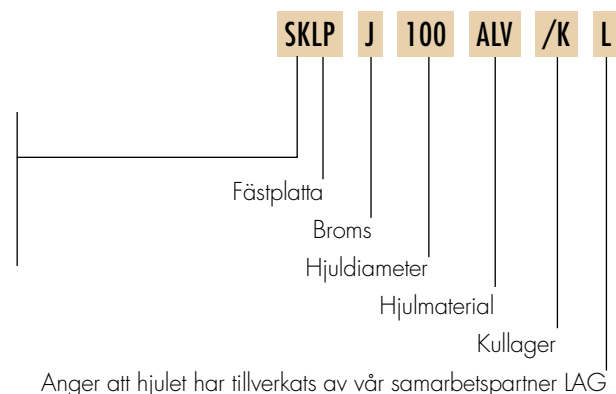 SKLP J 100 ALV /K L
Fästplatta
Broms
Hjuldiameter
Hjulmaterial
Kullager
Anger att hjulet har tillverkats av vår samarbetspartner LAG